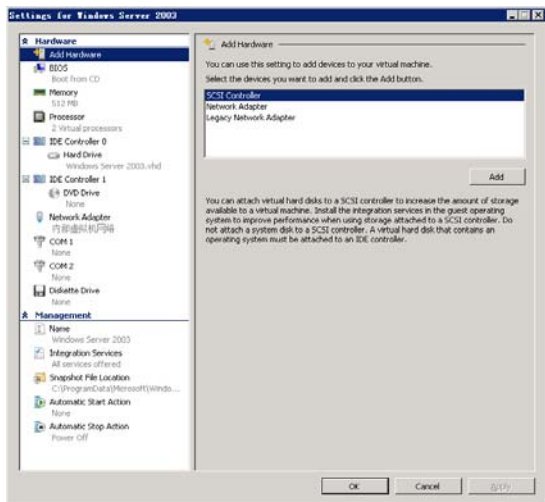 Settings for Windows Server 2003
Hardware
Add Hardware
BIOS
Boot from CD
Memory
512 MB
Processor
2 Virtual processors
IDE Controller 0
Hard Drive
Windows Server 2003.vhd
IDE Controller 1
DVD Drive
None
Network Adapter
内部虚拟机网络
COM 1
None
COM 2
None
Diskette Drive
None
Management
Name
Windows Server 2003
Integration Services
All services offered
Snapshot File Location
C:\ProgramData\Microsoft\Windo...
Automatic Start Action
None
Automatic Stop Action
Power Off
Add Hardware
You can use this setting to add devices to your virtual machine.
Select the devices you want to add and click the Add button.
SCSI Controller
Network Adapter
Legacy Network Adapter
Add
You can attach virtual hard disks to a SCSI controller to increase the amount of storage
available to a virtual machine. Install the integration services in the guest operating
system to improve performance when using storage attached to a SCSI controller. Do
not attach a system disk to a SCSI controller. A virtual hard disk that contains an
operating system must be attached to an IDE controller.
OK
Cancel
Apply